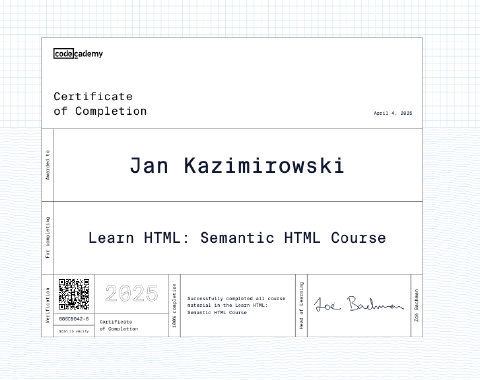 codecademy
Certificate
of Completion
April 4, 2025
Awarded to
Jan Kazimirowski
For completing
Learn HTML: Semantic HTML Course
Verification
Scan to verify
2025
Certificate
of Completion
100% completion
Successfully completed all course
material in the Learn HTML:
Semantic HTML Course
Head of Learning
Zoe Bachman
Zoe Bachman